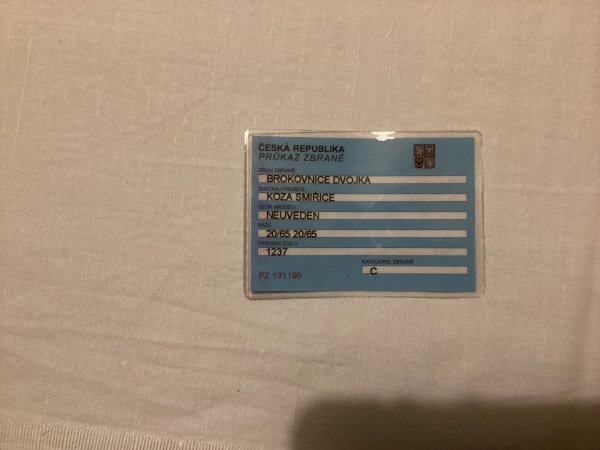 ČESKÁ REPUBLIKA
PRŮKAZ ZBRANĚ
DRUH ZBRANĚ
BROKOVNICE DVOJKA
ZNAČKA VÝROBCE
KOZA SMIŘICE
VZOR (MODEL)
NEUVEDEN
RÁŽE
20/65 20/65
VÝROBNÍ ČÍSLO
1237
KATEGORIE ZBRANĚ
C
PZ 131195